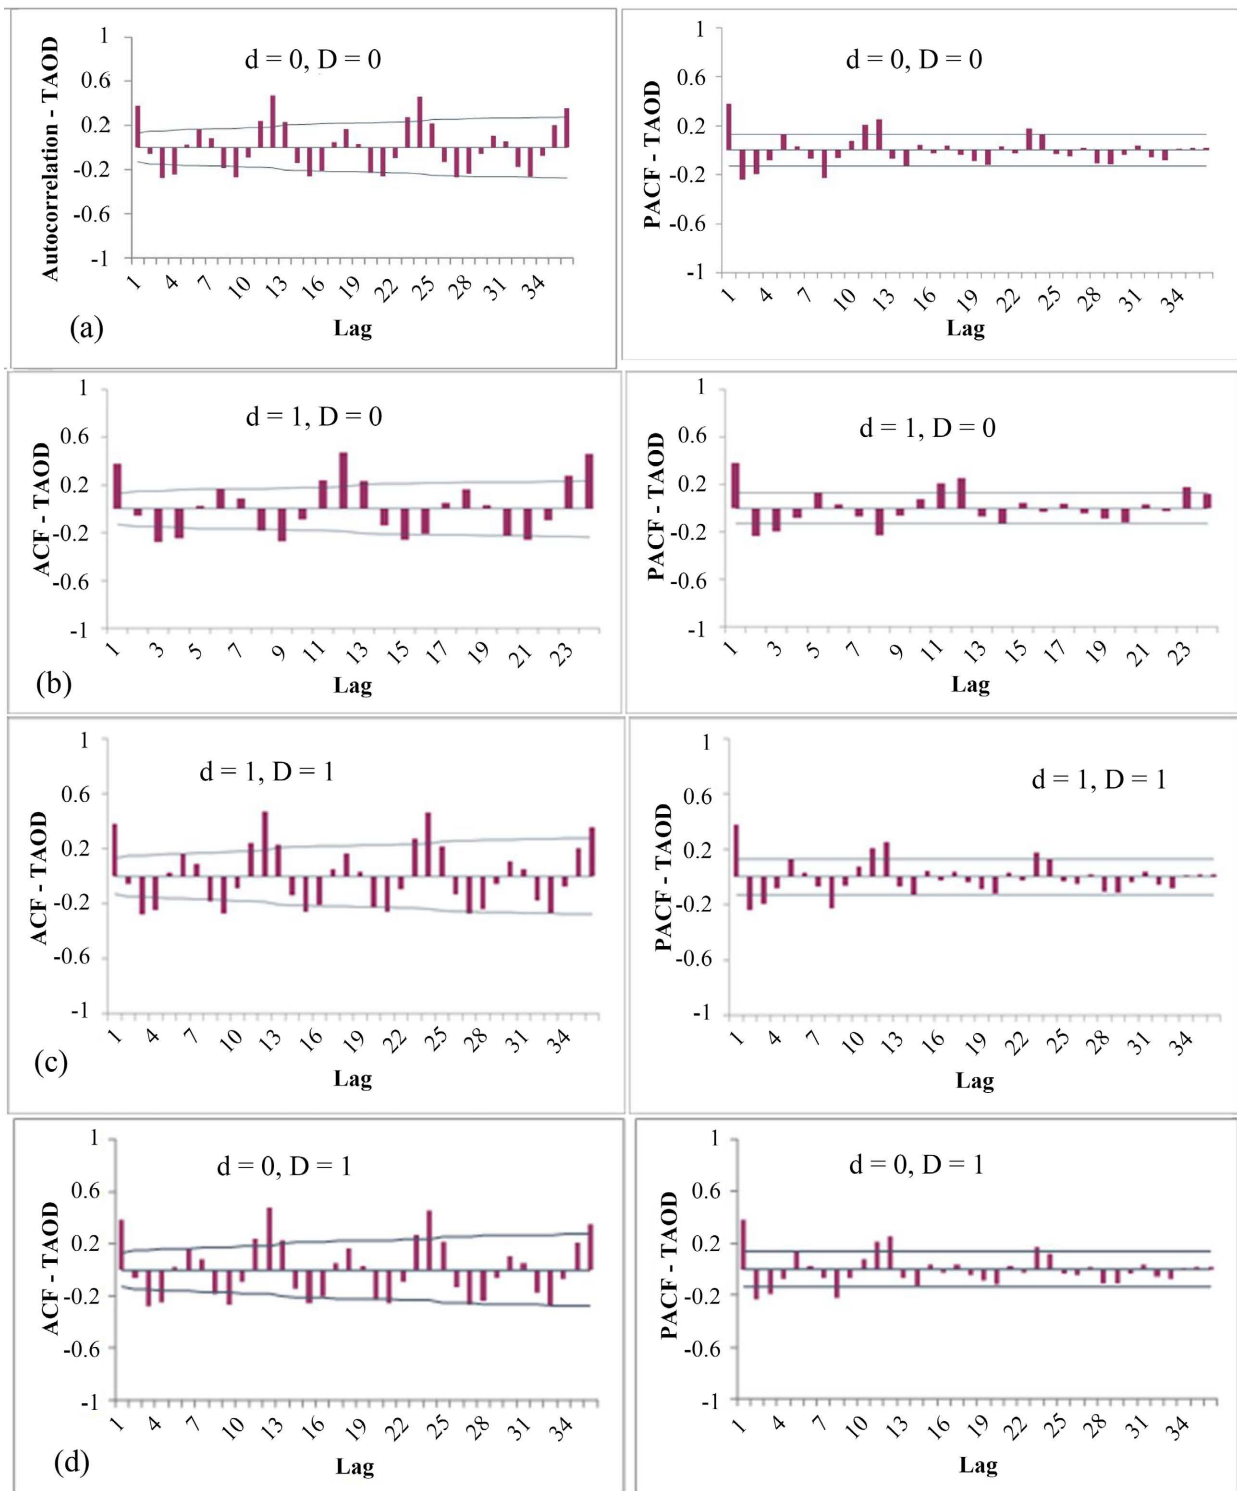 Autocorrelation - TAOD
d = 0, D = 0
1
0.6
0.2
-0.2
-0.6
-1
1 4 7 10 13 16 19 22 25 28 31 34
Lag
(a)
PACF - TAOD
d = 0, D = 0
1
0.6
0.2
-0.2
-0.6
-1
1 4 7 10 13 16 19 22 25 28 31 34
Lag
ACF - TAOD
d = 1, D = 0
1
0.6
0.2
-0.2
-0.6
-1
1 3 5 7 9 11 13 15 17 19 21 23
Lag
(b)
PACF - TAOD
d = 1, D = 0
1
0.6
0.2
-0.2
-0.6
-1
1 3 5 7 9 11 13 15 17 19 21 23
Lag
ACF - TAOD
d = 1, D = 1
1
0.6
0.2
-0.2
-0.6
-1
1 4 7 10 13 16 19 22 25 28 31 34
Lag
(c)
PACF - TAOD
d = 1, D = 1
1
0.6
0.2
-0.2
-0.6
-1
1 4 7 10 13 16 19 22 25 28 31 34
Lag
ACF - TAOD
d = 0, D = 1
1
0.6
0.2
-0.2
-0.6
-1
1 4 7 10 13 16 19 22 25 28 31 34
Lag
(d)
PACF - TAOD
d = 0, D = 1
1
0.6
0.2
-0.2
-0.6
-1
1 4 7 10 13 16 19 22 25 28 31 34
Lag